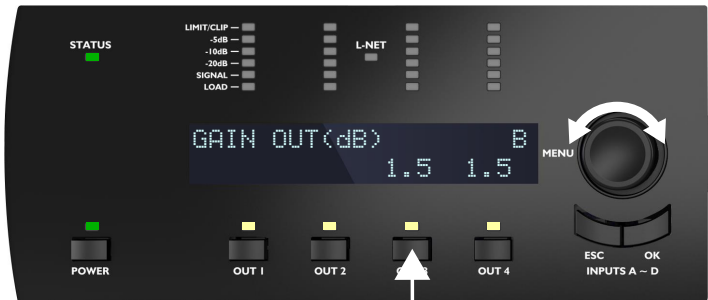 LIMIT/CLIP
-5dB
-10dB
-20dB
SIGNAL
LOAD
STATUS
L-NET
GAIN OUT(dB) B
1.5 1.5
MENU
POWER
OUT 1
OUT 2
OUT 4
ESC OK
INPUTS A ~ D